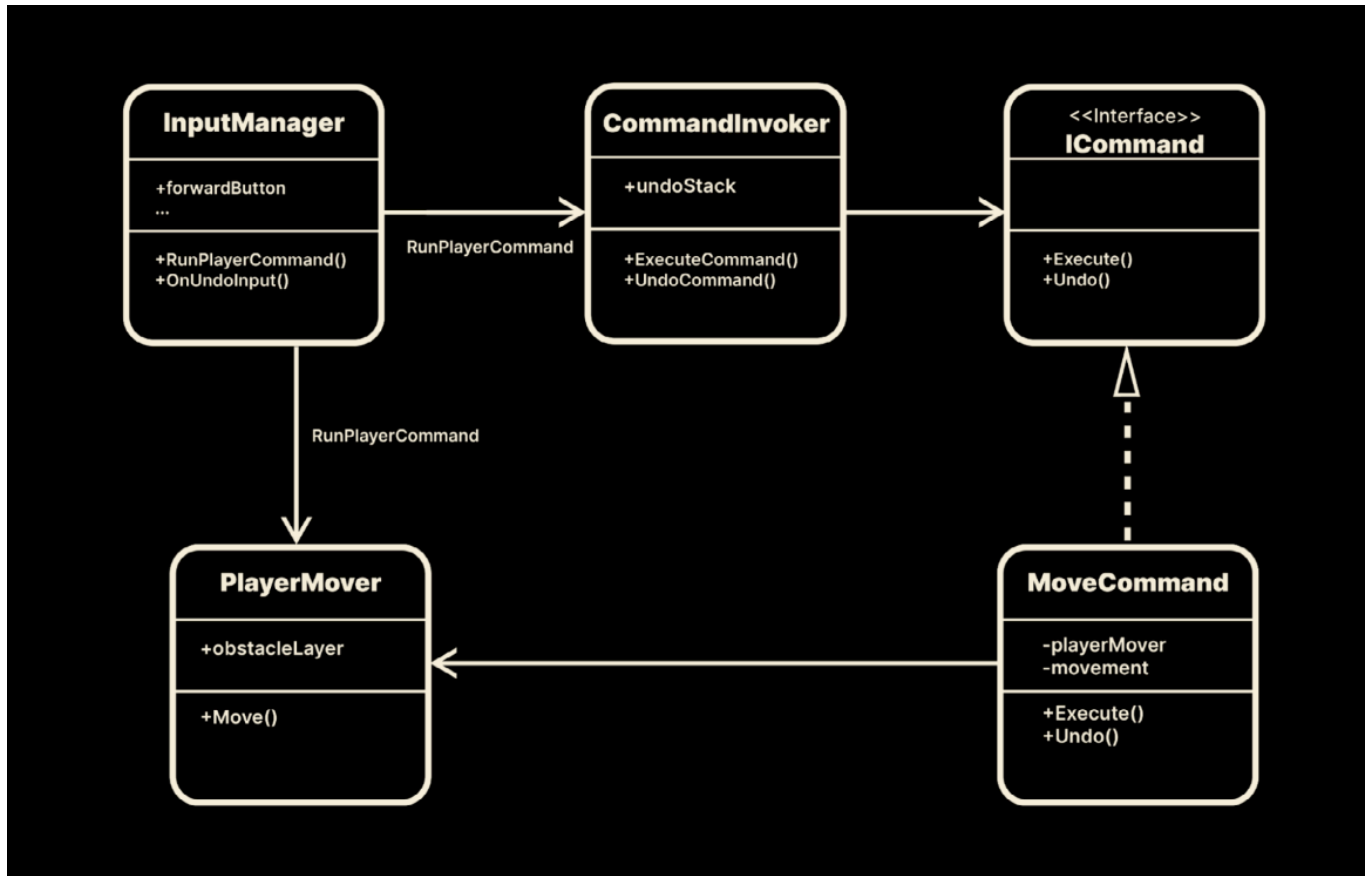 InputManager
+forwardButton
...
+RunPlayerCommand()
+OnUndoInput()
RunPlayerCommand
CommandInvoker
+undoStack
+ExecuteCommand()
+UndoCommand()
<<Interface>>
ICommand
+Execute()
+Undo()
RunPlayerCommand
PlayerMover
+obstacleLayer
+Move()
MoveCommand
-playerMover
-movement
+Execute()
+Undo()